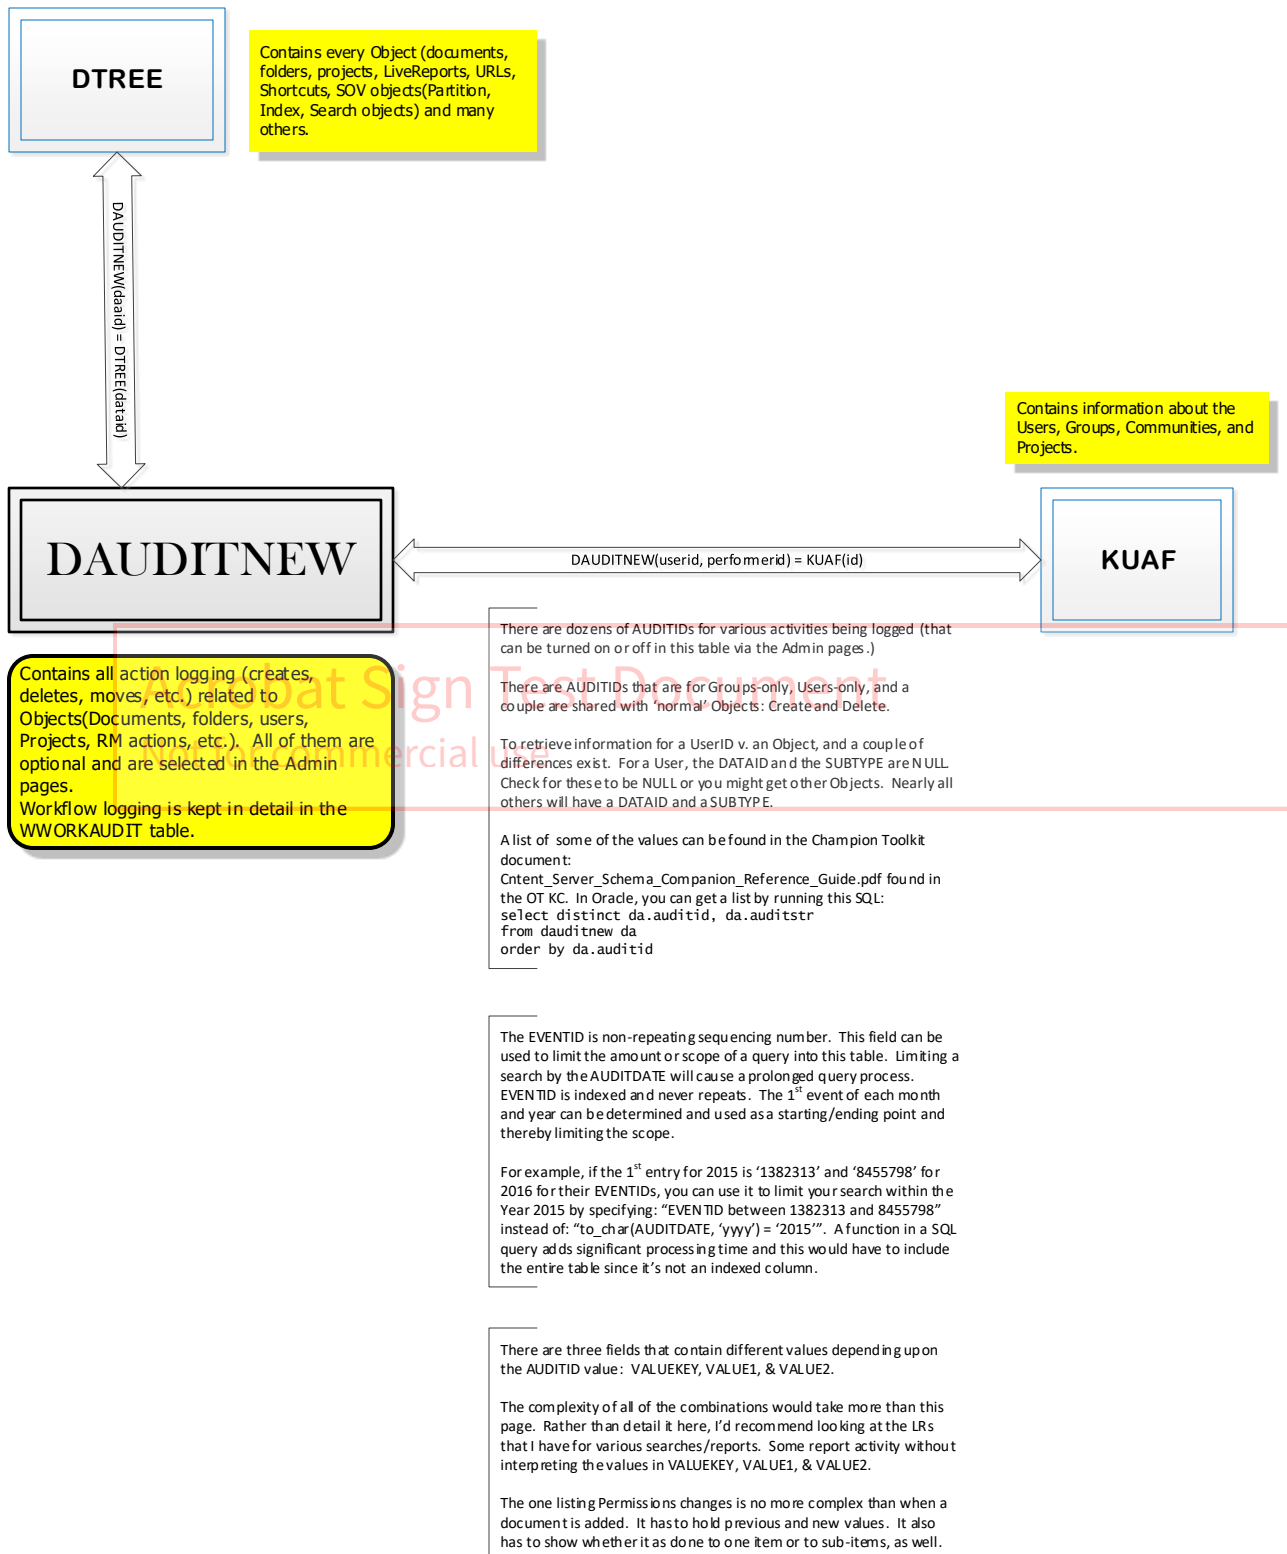 DTREE
Contains every Object (documents,
folders, projects, LiveReports, URLs,
Shortcuts, SOV objects(Partition,
Index, Search objects) and many
others.
DAUDITNEW(daaid) = DTREE(dataid)
Contains information about the
Users, Groups, Communities, and
Projects.
DAUDITNEW
DAUDITNEW(userid, performerid) = KUAF(id)
KUAF
Contains all action logging (creates,
deletes, moves, etc.) related to
Objects(Documents, folders, users,
Projects, RM actions, etc.).  All of them are
optional and are selected in the Admin
pages.
Workflow logging is kept in detail in the
WWORKAUDIT table.
Acrobat Sign Test Document
Not for commercial use
There are dozens of AUDITIDs for various activities being logged (that
can be turned on or off in this table via the Admin pages.)
There are AUDITIDs that are for Groups-only, Users-only, and a
couple are shared with ‘normal’ Objects: Create and Delete.
To retrieve information for a UserID v. an Object, and a couple of
differences exist.  For a User, the DATAID and the SUBTYPE are NULL.
Check for these to be NULL or you might get other Objects.  Nearly all
others will have a DATAID and a SUBTYPE.
A list of  some of the values can be found in the Champion Toolkit
document:
Cntent_Server_Schema_Companion_Reference_Guide.pdf found in
the OT KC.  In Oracle, you can get a list by running this SQL:
select distinct da.auditid, da.auditstr
from dauditnew da
order by da.auditid
The EVENTID is non-repeating sequencing number.  This field can be
used to limit the amount or scope of a query into this table.  Limiting a
search by the AUDITDATE will cause a prolonged query process.
EVENTID is indexed and never repeats.  The 1st event of each month
and year can be determined and used as a starting/ending point and
thereby limiting the scope.
For example, if the 1st entry for 2015 is ‘1382313’ and ‘8455798’ for
2016 for their EVENTIDs, you can use it to limit your search within the
Year 2015 by specifying: “EVENTID between 1382313 and 8455798”
instead of: “to_char(AUDITDATE, ‘yyyy’) = ‘2015’”.  A function in a SQL
query adds significant processing time and this would have to include
the entire table since it’s not an indexed column.
There are three fields that contain different values depending upon
the AUDITID value:  VALUEKEY, VALUE1, & VALUE2.
The complexity of all of the combinations would take more than this
page.  Rather than detail it here, I’d recommend looking at the LRs
that I have for various searches/reports.  Some report activity without
interpreting the values in VALUEKEY, VALUE1, & VALUE2.
The one listing Permissions changes is no more complex than when a
document is added.  It has to hold previous and new values.  It also
has to show whether it as done to one item or to sub-items, as well.